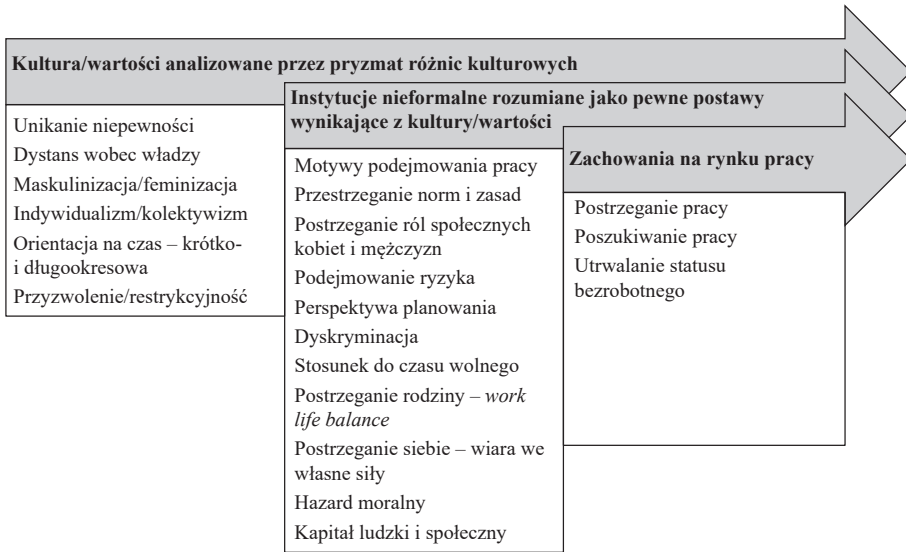 Kultura/wartości analizowane przez pryzmat różnic kulturowych
Unikanie niepewności
Dystans wobec władzy
Maskulinizacja/feminizacja
Indywidualizm/kolektywizm
Orientacja na czas – krótko-
i długookresowa
Przyzwolenie/restrykcyjność
Instytucje nieformalne rozumiane jako pewne postawy
wynikające z kultury/wartości
Motywy podejmowania pracy
Przestrzeganie norm i zasad
Postrzeganie ról społecznych
kobiet i mężczyzn
Podejmowanie ryzyka
Perspektywa planowania
Dyskryminacja
Stosunek do czasu wolnego
Postrzeganie rodziny – work
life balance
Postrzeganie siebie – wiara we
własne siły
Hazard moralny
Kapitał ludzki i społeczny
Zachowania na rynku pracy
Postrzeganie pracy
Poszukiwanie pracy
Utrwalanie statusu
bezrobotnego